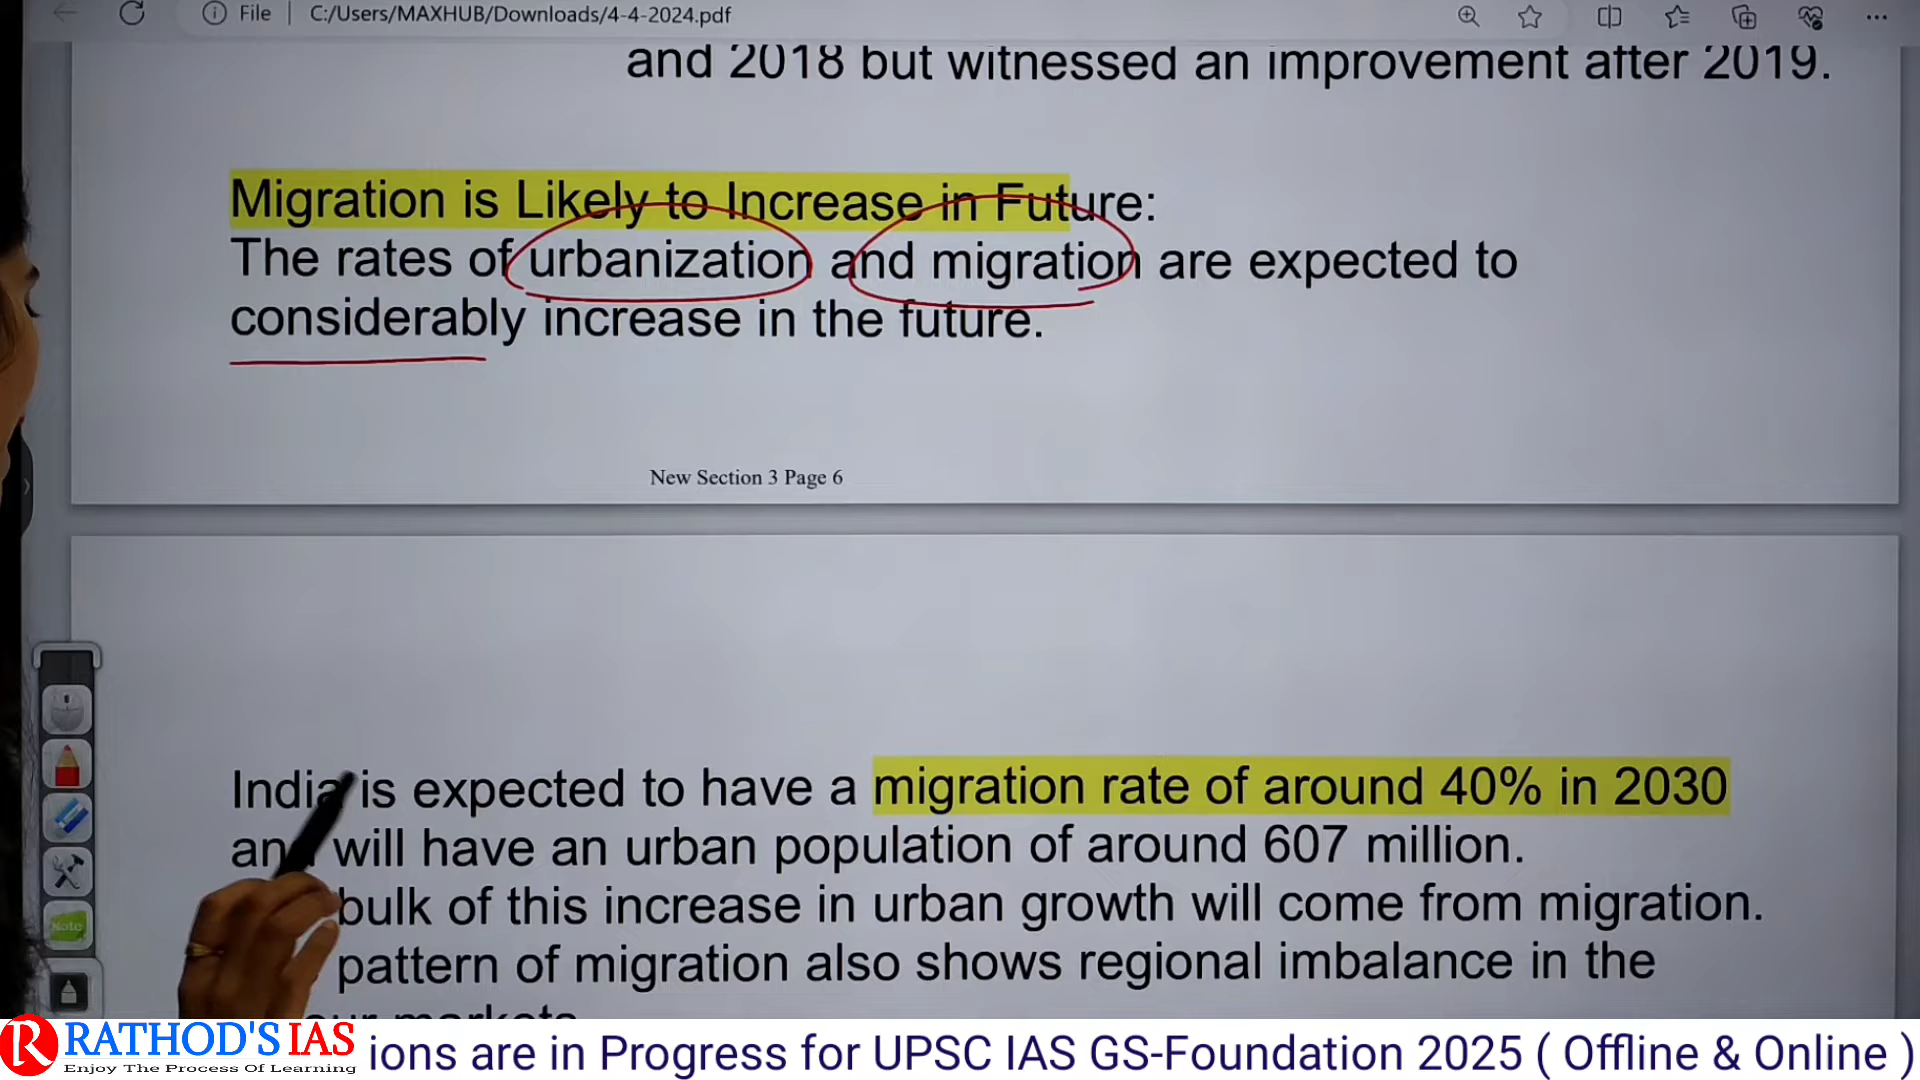 File
C:/Users/MAXHUB/Downloads/4-4-2024.pdf
and 2018 but witnessed an improvement after 2019.
Migration is Likely to Increase in Future:
The rates of urbanization and migration are expected to
considerably increase in the future.
New Section 3 Page 6
India is expected to have a migration rate of around 40% in 2030
and will have an urban population of around 607 million.
bulk of this increase in urban growth will come from migration.
pattern of migration also shows regional imbalance in the
markets
Note
R RATHOD'S IAS
Enjoy The Process Of Learning
ions are in Progress for UPSC IAS GS-Foundation 2025 ( Offline & Online )